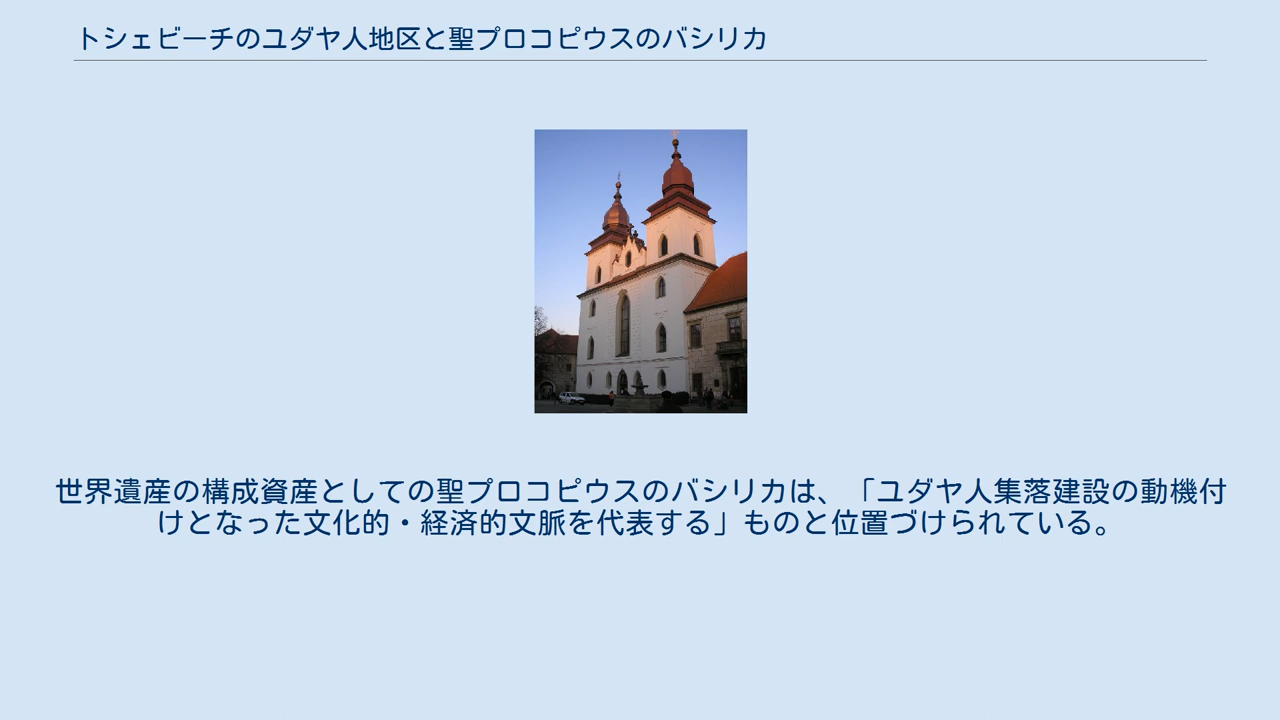 トシェビーチのユダヤ人地区と聖プロコピウスのバシリカ
世界遺産の構成資産としての聖プロコピウスのバシリカは、「ユダヤ人集落建設の動機付
けとなった文化的・経済的文脈を代表する」ものと位置づけられている。